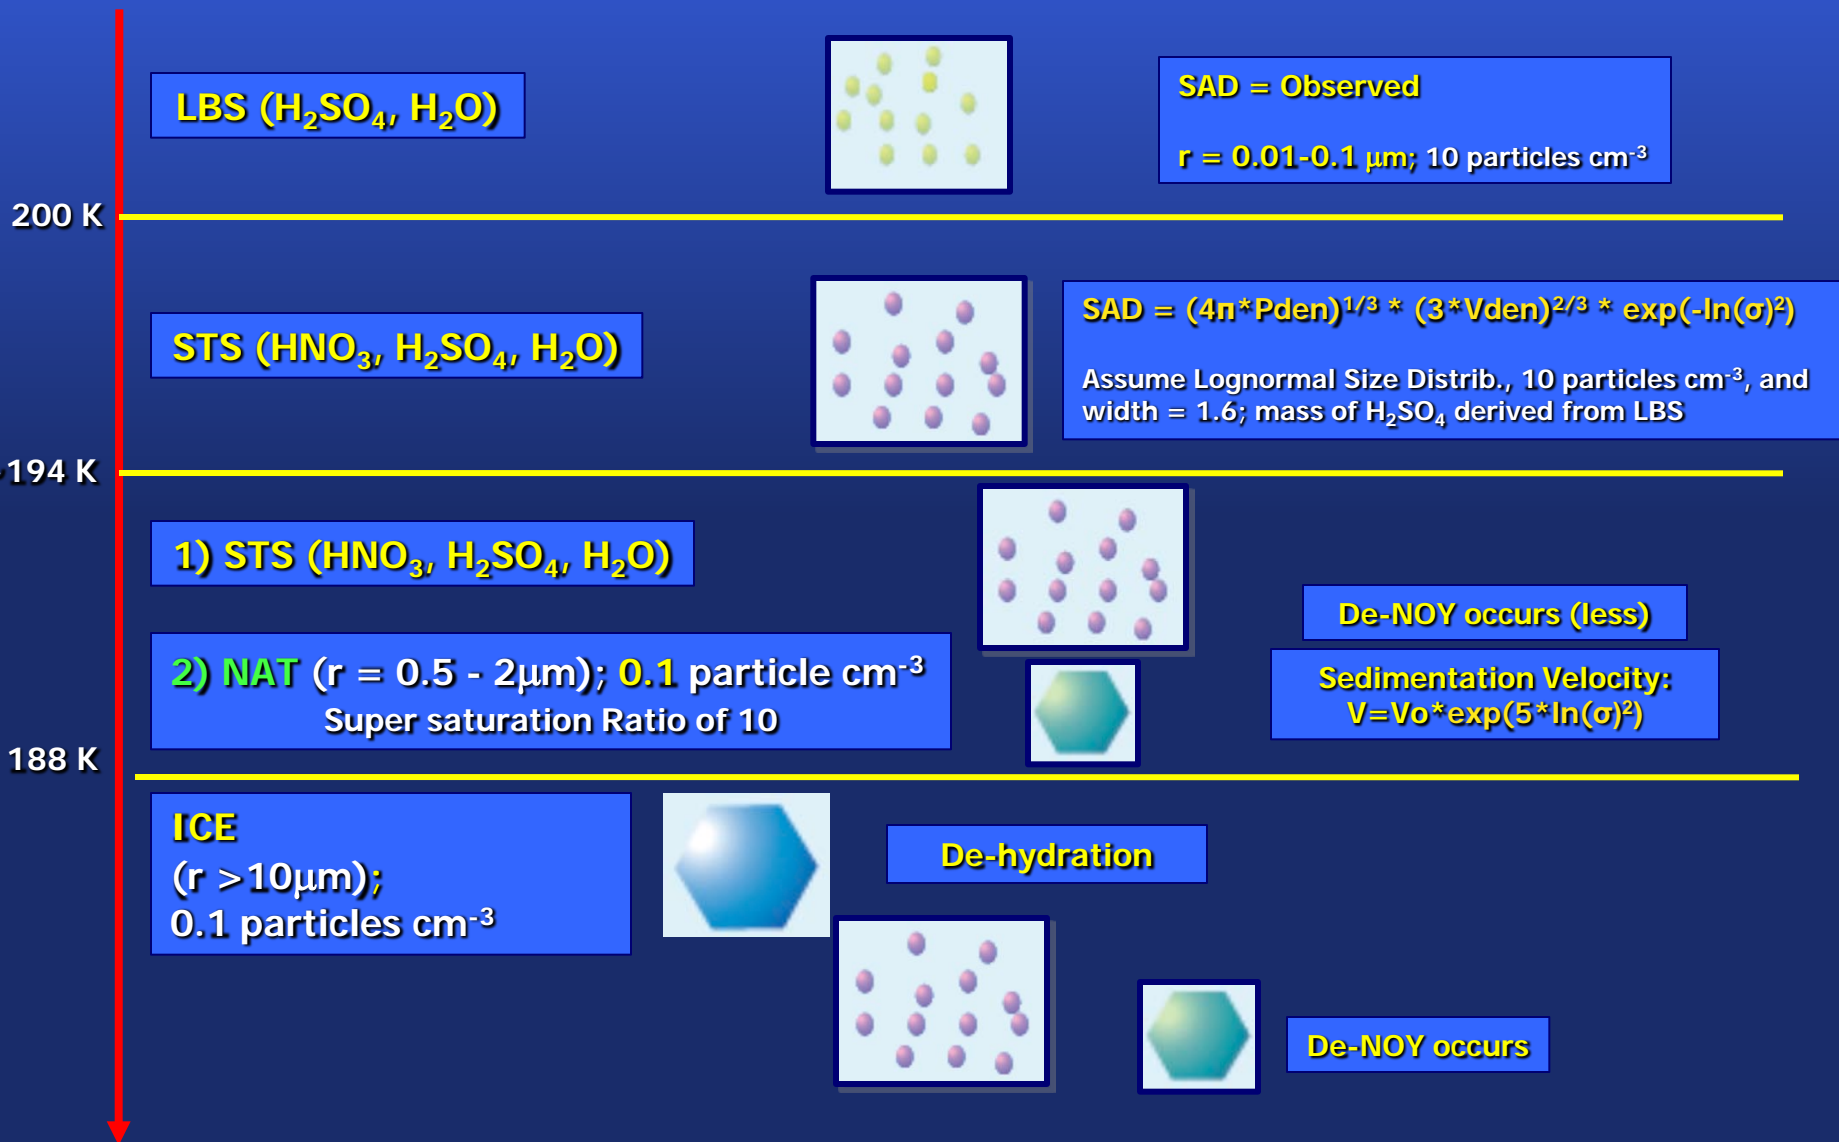 LBS (H₂SO₄, H₂O)
SAD = Observed
r = 0.01-0.1 μm; 10 particles cm⁻³
200 K
STS (HNO₃, H₂SO₄, H₂O)
SAD = (4π*Pden)¹ᐟ³ * (3*Vden)²ᐟ³ * exp(-ln(σ)²)
Assume Lognormal Size Distrib., 10 particles cm⁻³, and
width = 1.6; mass of H₂SO₄ derived from LBS
194 K
1) STS (HNO₃, H₂SO₄, H₂O)
De-NOY occurs (less)
2) NAT (r = 0.5 - 2μm); 0.1 particle cm⁻³
Super saturation Ratio of 10
Sedimentation Velocity:
V=Vo*exp(5*ln(σ)²)
188 K
ICE
(r >10μm);
0.1 particles cm⁻³
De-hydration
De-NOY occurs